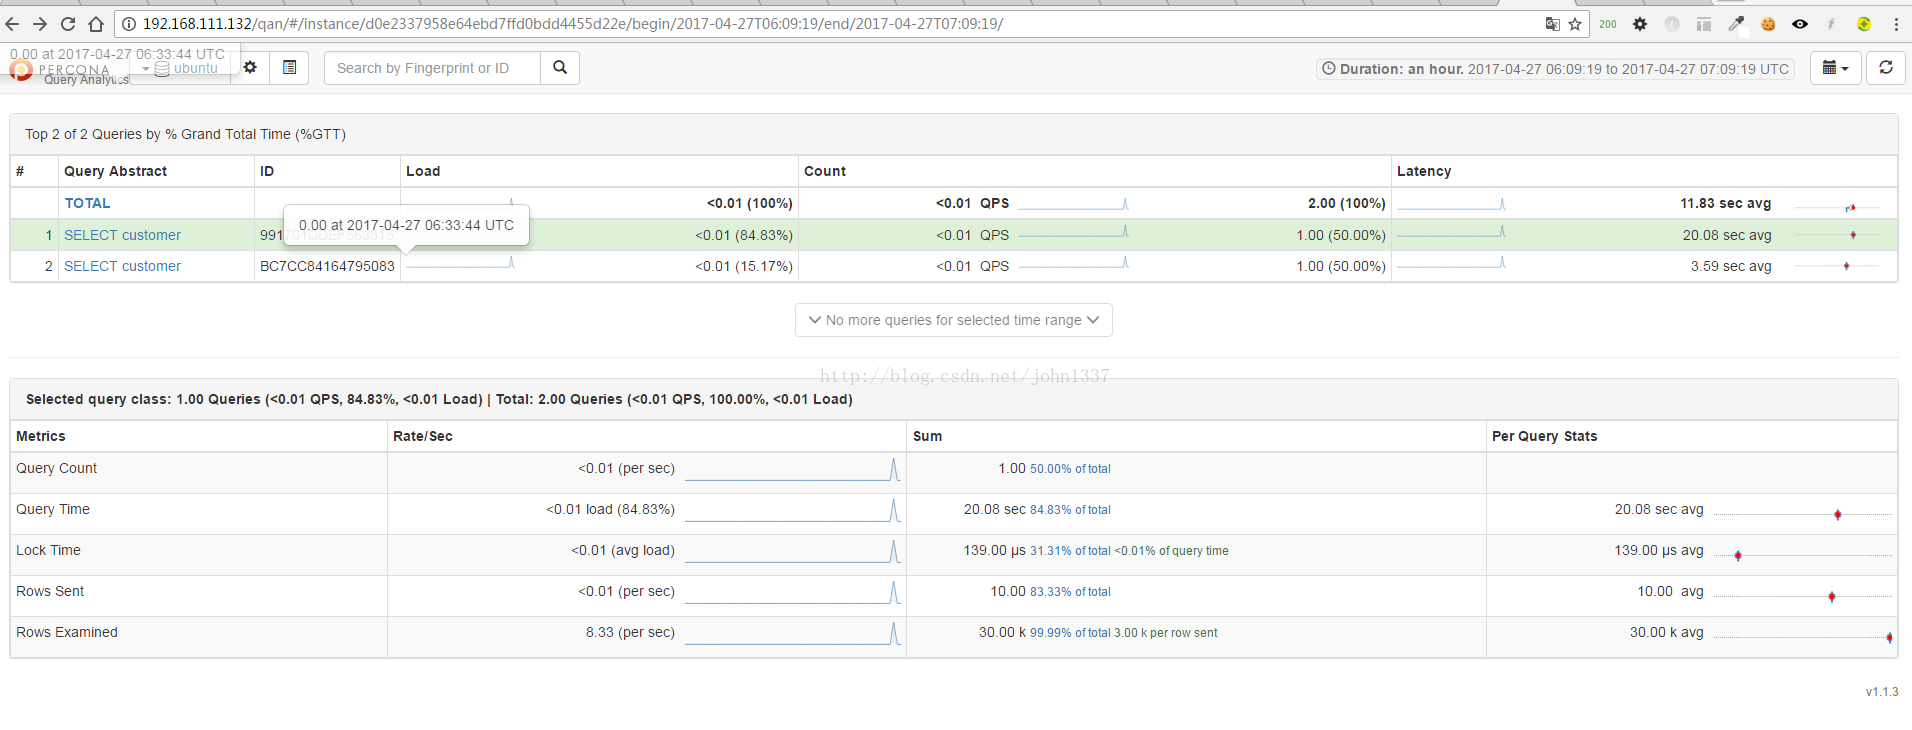 192.168.111.132/qan/#/instance/d0e2337958e64ebd7ffd0bdd4455d22e/begin/2017-04-27T06:09:19/end/2017-04-27T07:09:19/
200
0.00 at 2017-04-27 06:33:44 UTC
PERCONA
Query Analytics
ubuntu
Search by Fingerprint or ID
Duration: an hour. 2017-04-27 06:09:19 to 2017-04-27 07:09:19 UTC
Top 2 of 2 Queries by % Grand Total Time (%GTT)
# Query Abstract ID Load Count Latency
TOTAL <0.01 (100%) <0.01 QPS 2.00 (100%) 11.83 sec avg
0.00 at 2017-04-27 06:33:44 UTC
1 SELECT customer <0.01 (84.83%) <0.01 QPS 1.00 (50.00%) 20.08 sec avg
2 SELECT customer BC7CC84164795083 <0.01 (15.17%) <0.01 QPS 1.00 (50.00%) 3.59 sec avg
No more queries for selected time range
http://blog.csdn.net/john1337
Selected query class: 1.00 Queries (<0.01 QPS, 84.83%, <0.01 Load) | Total: 2.00 Queries (<0.01 QPS, 100.00%, <0.01 Load)
Metrics Rate/Sec Sum Per Query Stats
Query Count <0.01 (per sec) 1.00 50.00% of total
Query Time <0.01 load (84.83%) 20.08 sec 84.83% of total 20.08 sec avg
Lock Time <0.01 (avg load) 139.00 µs 31.31% of total <0.01% of query time 139.00 µs avg
Rows Sent <0.01 (per sec) 10.00 83.33% of total 10.00 avg
Rows Examined 8.33 (per sec) 30.00 k 99.99% of total 3.00 k per row sent 30.00 k avg
v1.1.3